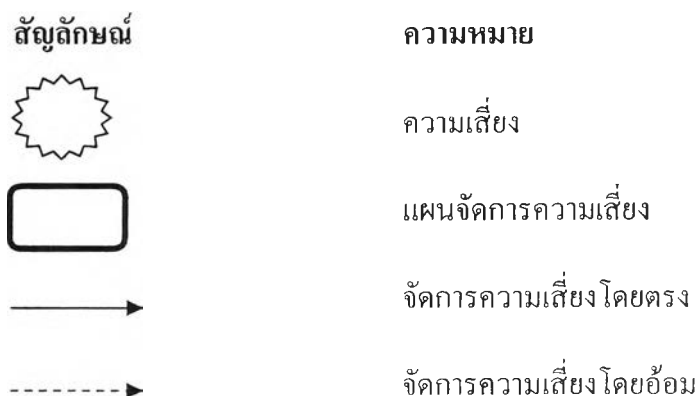 สัญลักษณ์ ความหมาย
ความเสี่ยง
แผนจัดการความเสี่ยง
จัดการความเสี่ยงโดยตรง
จัดการความเสี่ยงโดยอ้อม